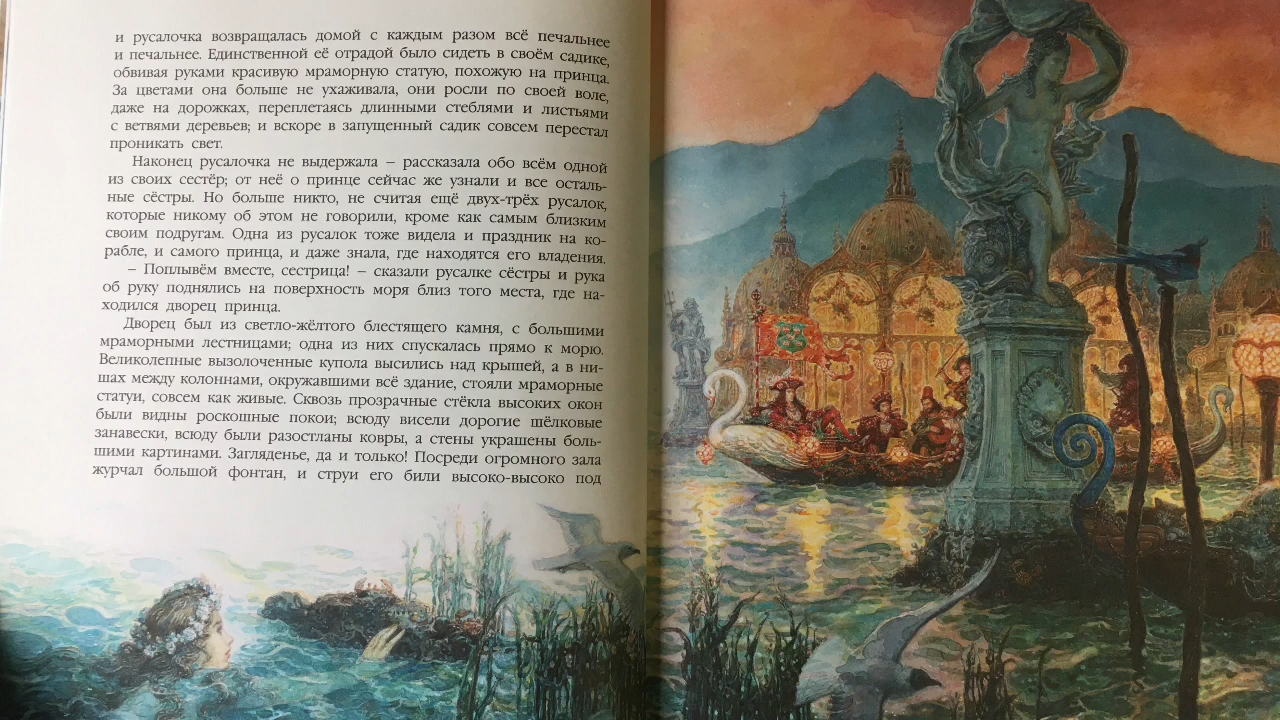 и русалочка возвращалась домой с каждым разом всё печальнее
и печальнее. Единственной её отрадой было сидеть в своём садике,
обвивая руками красивую мраморную статую, похожую на принца.
За цветами она больше не ухаживала, они росли по своей воле,
даже на дорожках, переплетаясь длинными стеблями и листьями
с ветвями деревьев; и вскоре в запущенный садик совсем перестал
проникать свет.
Наконец русалочка не выдержала – рассказала обо всём одной
из своих сестёр; от неё о принце сейчас же узнали и все осталь-
ные сёстры. Но больше никто, не считая ещё двух-трёх русалок,
которые никому об этом не говорили, кроме как самым близким
своим подругам. Одна из русалок тоже видела и праздник на ко-
рабле, и самого принца, и даже знала, где находятся его владения.
– Поплывём вместе, сестрица! – сказали русалке сёстры и рука
об руку поднялись на поверхность моря близ того места, где на-
ходился дворец принца.
Дворец был из светло-жёлтого блестящего камня, с большими
мраморными лестницами; одна из них спускалась прямо к морю.
Великолепные вызолоченные купола высились над крышей, а в ни-
шах между колоннами, окружавшими всё здание, стояли мраморные
статуи, совсем как живые. Сквозь прозрачные стёкла высоких окон
были видны роскошные покои; всюду висели дорогие шёлковые
занавески, всюду были разостланы ковры, а стены украшены боль-
шими картинами. Загляденье, да и только! Посреди огромного зала
журчал большой фонтан, и струи его били высоко-высоко под